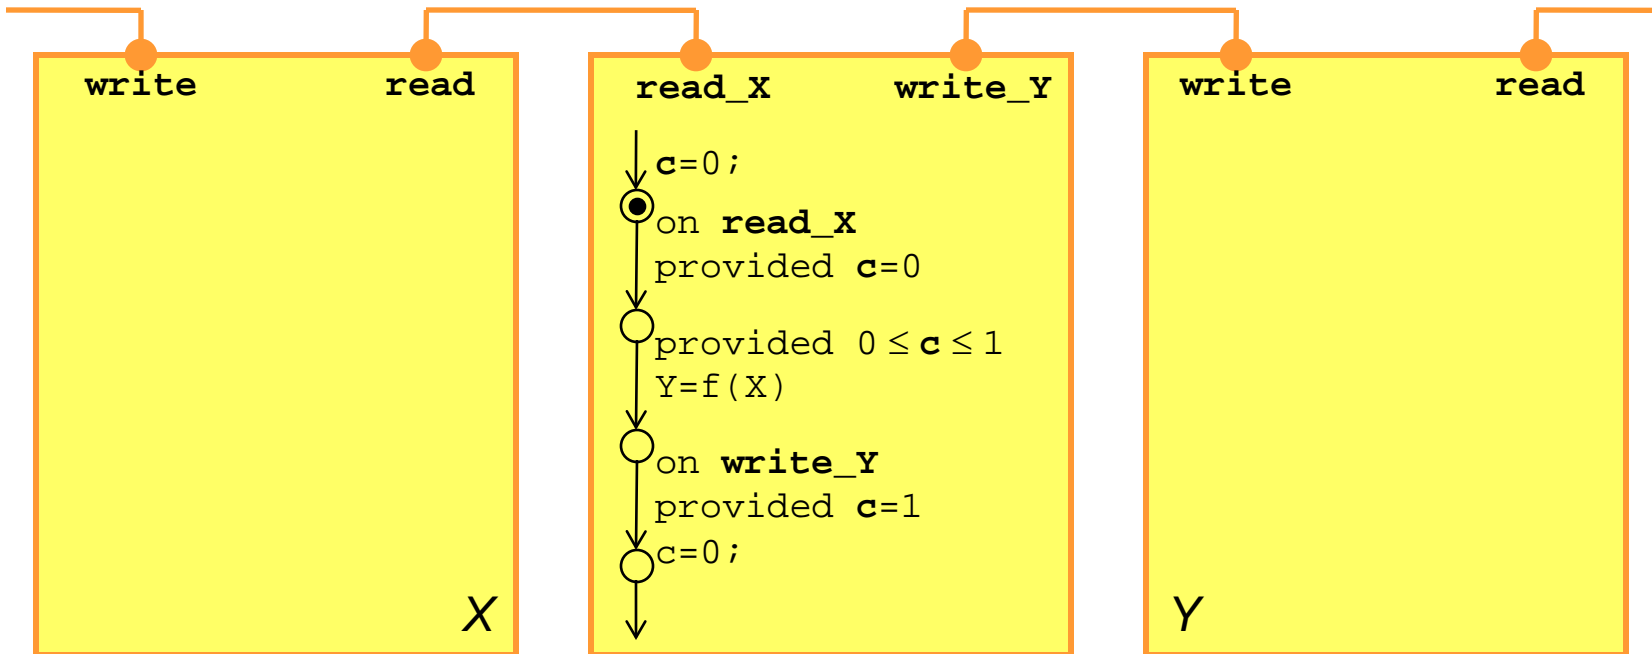 write
read
X
read_X
write_Y
c=0;
on read_X
provided c=0
provided 0 ≤ c ≤ 1
Y=f(X)
on write_Y
provided c=1
c=0;
write
read
Y